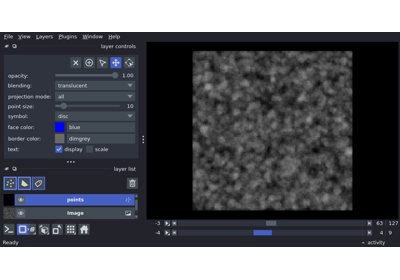 File View Layers Plugins Window Help
layer controls
opacity: 1.00
blending: translucent
projection mode: all
point size: 10
symbol: disc
face color: blue
border color: dimgrey
text: display scale
layer list
points
Image
-3 63 127
-4 4 9
Ready activity